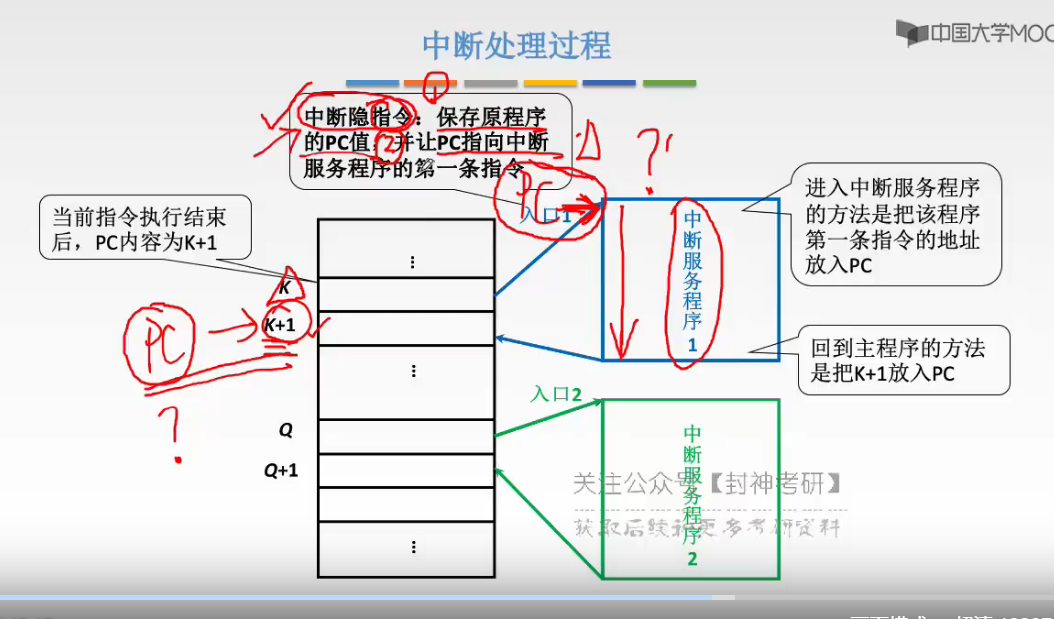 中国大学MOO
中断处理过程
①
中断隐指令：保存原程序
的PC值，②并让PC指向中断
服务程序的第一条指令
?
PC
入口1
进入中断服务程序
的方法是把该程序
第一条指令的地址
放入PC
当前指令执行结束
后，PC内容为K+1
⋮
K
K+1
PC
?
⋮
中断服务程序1
回到主程序的方法
是把K+1放入PC
入口2
Q
Q+1
⋮
中断服务程序2
关注公众号【封神考研】
获取后续和更多考研资料